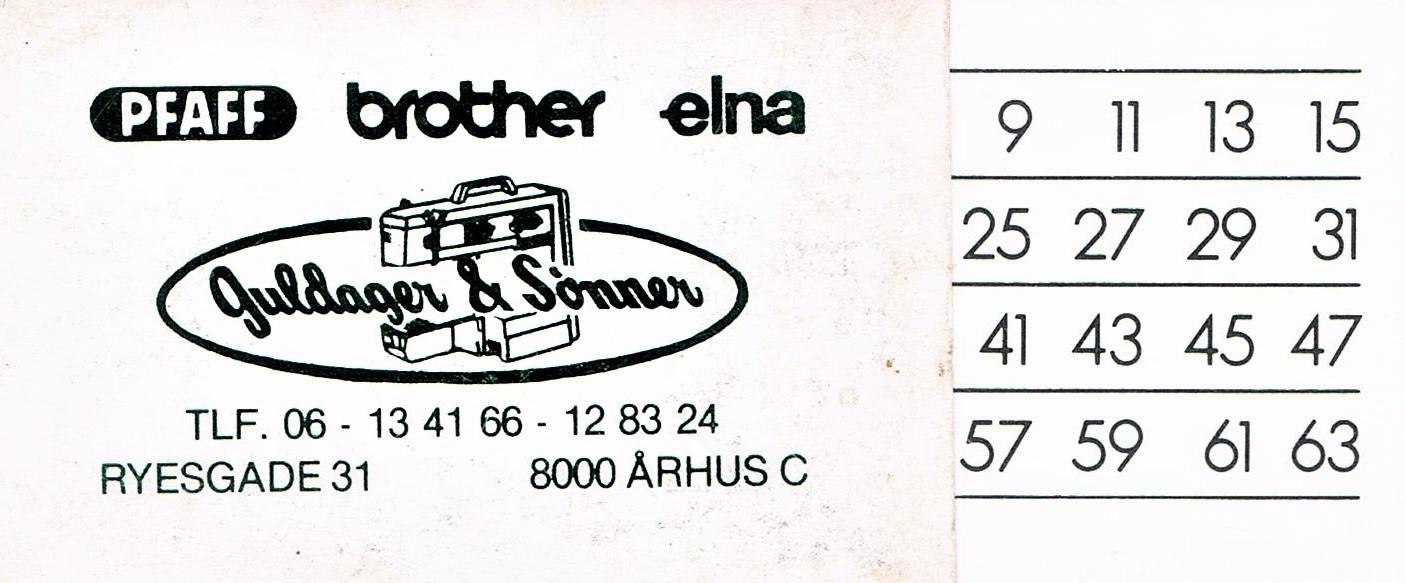 PFAFF brother elna
Guldager & Sønner
TLF. 06 - 13 41 66 - 12 83 24
RYESGADE 31 8000 ÅRHUS C
9 11 13 15
25 27 29 31
41 43 45 47
57 59 61 63